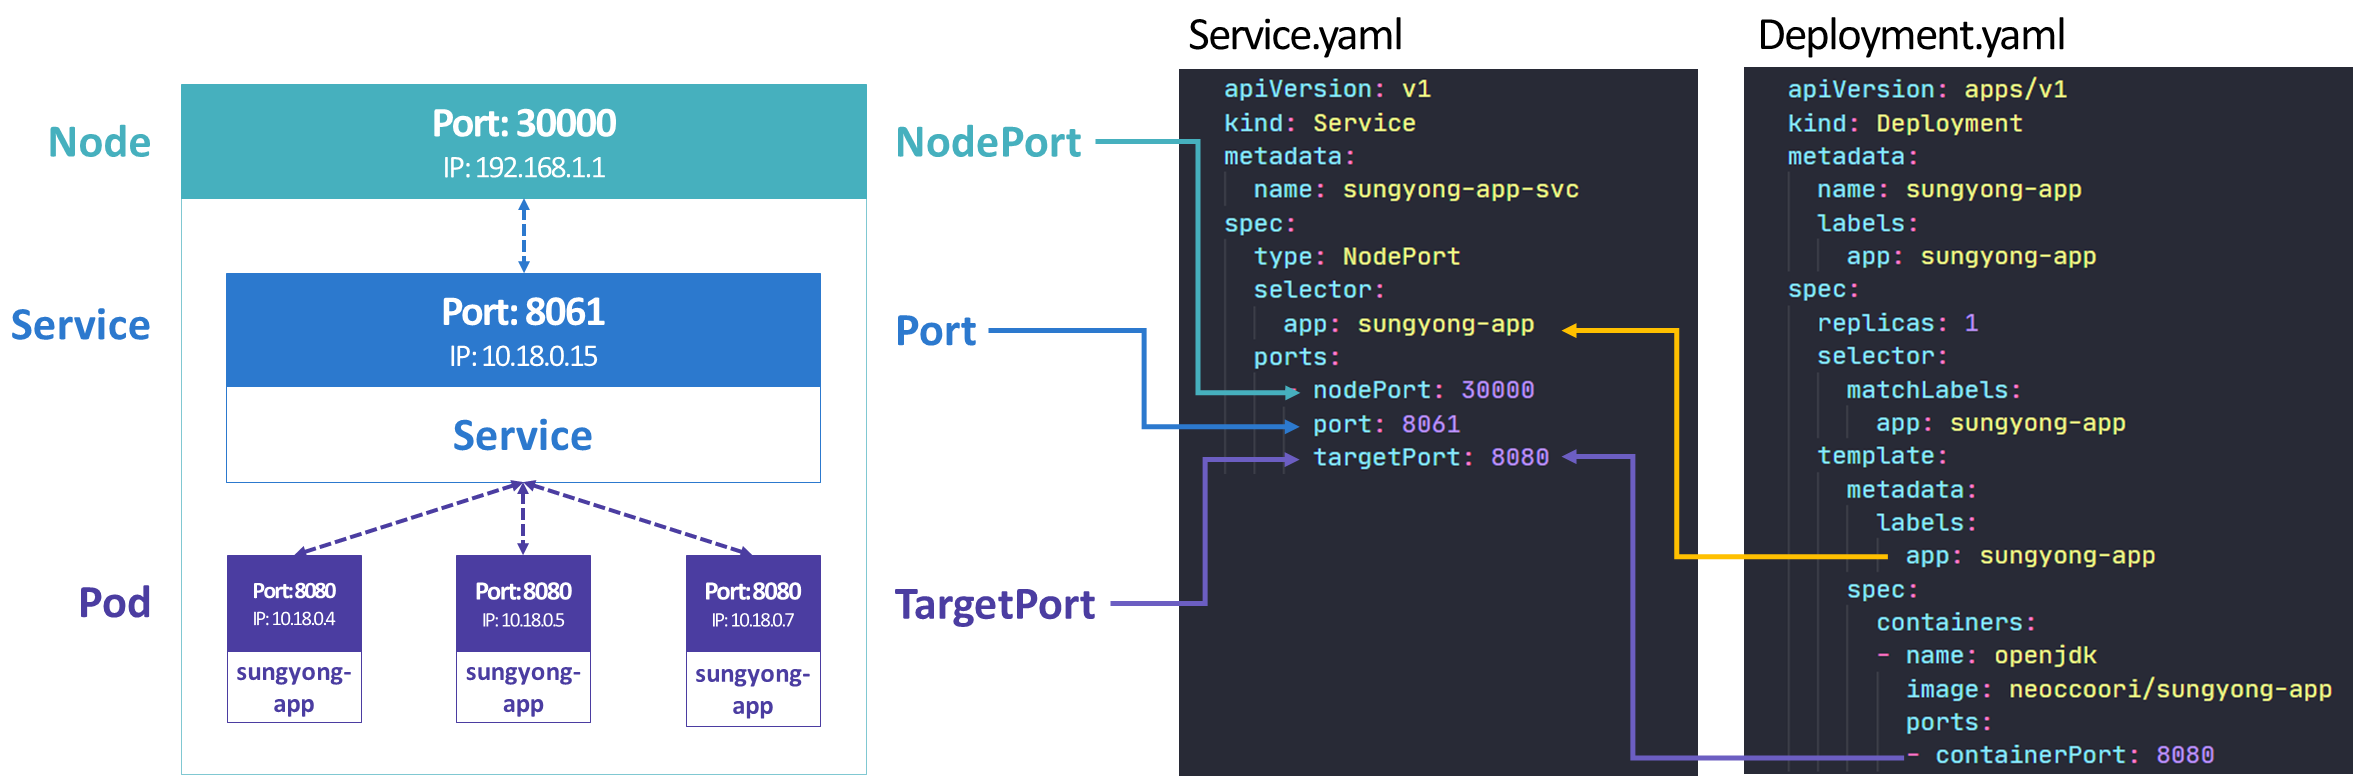 Node
Port: 30000
IP: 192.168.1.1
Service
Port: 8061
IP: 10.18.0.15
Service
Pod
Port: 8080
IP: 10.18.0.4
sungyong-
app
Port: 8080
IP: 10.18.0.5
sungyong-
app
Port: 8080
IP: 10.18.0.7
sungyong-
app
NodePort
Port
TargetPort
Service.yaml
apiVersion: v1
kind: Service
metadata:
  name: sungyong-app-svc
spec:
  type: NodePort
  selector:
    app: sungyong-app
  ports:
    - nodePort: 30000
      port: 8061
      targetPort: 8080
Deployment.yaml
apiVersion: apps/v1
kind: Deployment
metadata:
  name: sungyong-app
  labels:
    app: sungyong-app
spec:
  replicas: 1
  selector:
    matchLabels:
      app: sungyong-app
  template:
    metadata:
      labels:
        app: sungyong-app
    spec:
      containers:
      - name: openjdk
        image: neoccoori/sungyong-app
        ports:
        - containerPort: 8080